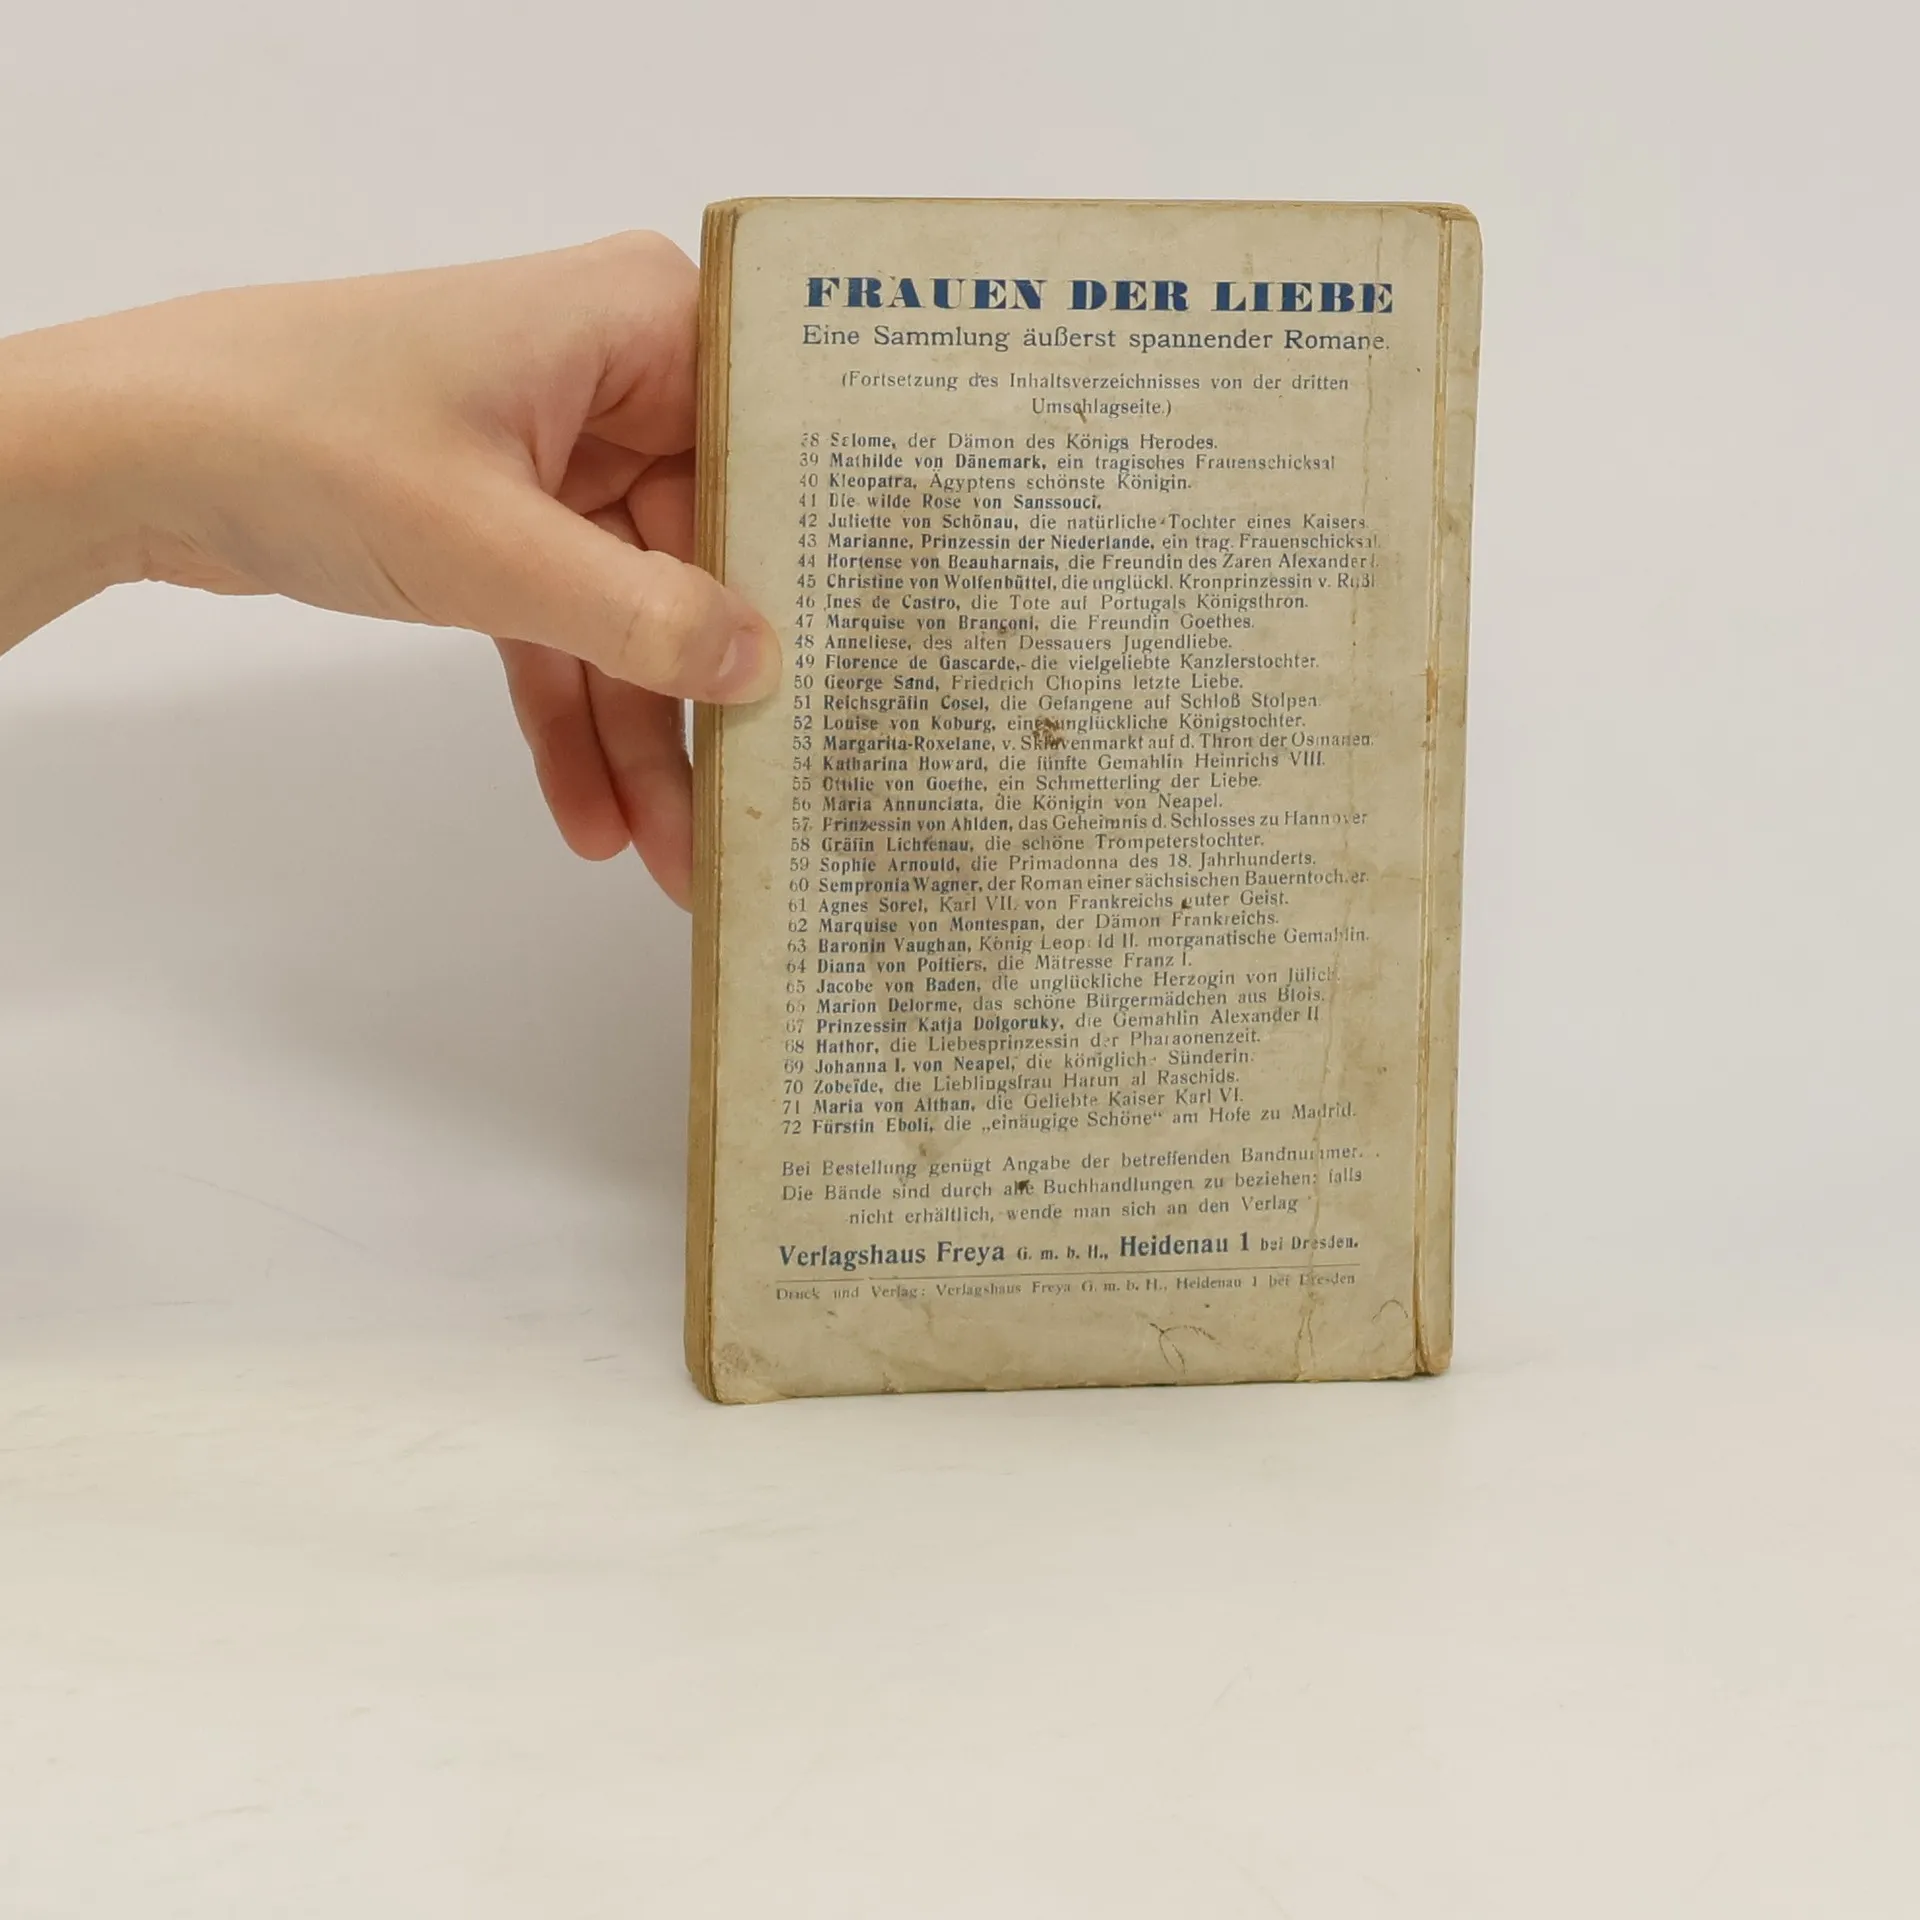 FRAUEN DER LIEBE
Eine Sammlung äußerst spannender Romane.
(Fortsetzung des Inhaltsverzeichnisses von der dritten
Umschlagseite.)
38 Salome, der Dämon des Königs Herodes.
39 Mathilde von Dänemark, ein tragisches Frauenschicksal
40 Kleopatra, Ägyptens schönste Königin.
41 Die wilde Rose von Sanssouci.
42 Juliette von Schönau, die natürliche Tochter eines Kaisers.
43 Marianne, Prinzessin der Niederlande, ein trag. Frauenschicksal.
44 Hortense von Beauharnais, die Freundin des Zaren Alexander I.
45 Christine von Wolfenbüttel, die unglückl. Kronprinzessin v. Rußl
46 Ines de Castro, die Tote auf Portugals Königsthron.
47 Marquise von Branconi, die Freundin Goethes.
48 Anneliese, des alten Dessauers Jugendliebe.
49 Florence de Gascarde, die vielgeliebte Kanzlerstochter.
50 George Sand, Friedrich Chopins letzte Liebe.
51 Reichsgräfin Cosel, die Gefangene auf Schloß Stolpen.
52 Louise von Koburg, eine unglückliche Königstochter.
53 Margarita-Roxelane, v. Sklavenmarkt auf d. Thron der Osmanen.
54 Katharina Howard, die fünfte Gemahlin Heinrichs VIII.
55 Ottilie von Goethe, ein Schmetterling der Liebe.
56 Maria Annunciata, die Königin von Neapel.
57 Prinzessin von Ahlden, das Geheimnis d. Schlosses zu Hannover
58 Gräfin Lichtenau, die schöne Trompeterstochter.
59 Sophie Arnould, die Primadonna des 18. Jahrhunderts.
60 Sempronia Wagner, der Roman einer sächsischen Bauerntochter.
61 Agnes Sorel, Karl VII. von Frankreichs guter Geist.
62 Marquise von Montespan, der Dämon Frankreichs.
63 Baronin Vaughan, König Leopold II. morganatische Gemahlin.
64 Diana von Poitiers, die Mätresse Franz I.
65 Jacobe von Baden, die unglückliche Herzogin von Jülich.
66 Marion Delorme, das schöne Bürgermädchen aus Blois.
67 Prinzessin Katja Dolgoruky, die Gemahlin Alexander II
68 Hathor, die Liebesprinzessin der Pharaonenzeit.
69 Johanna I. von Neapel, die königliche Sünderin.
70 Zobeïde, die Lieblingsfrau Harun al Raschids.
71 Maria von Althan, die Geliebte Kaiser Karl VI.
72 Fürstin Eboli, die „einäugige Schöne“ am Hofe zu Madrid.
Bei Bestellung genügt Angabe der betreffenden Bandnummer.
Die Bände sind durch alle Buchhandlungen zu beziehen; falls
nicht erhältlich, wende man sich an den Verlag
Verlagshaus Freya G. m. b. H., Heidenau 1 bei Dresden.
Druck und Verlag: Verlagshaus Freya G. m. b. H., Heidenau 1 bei Dresden